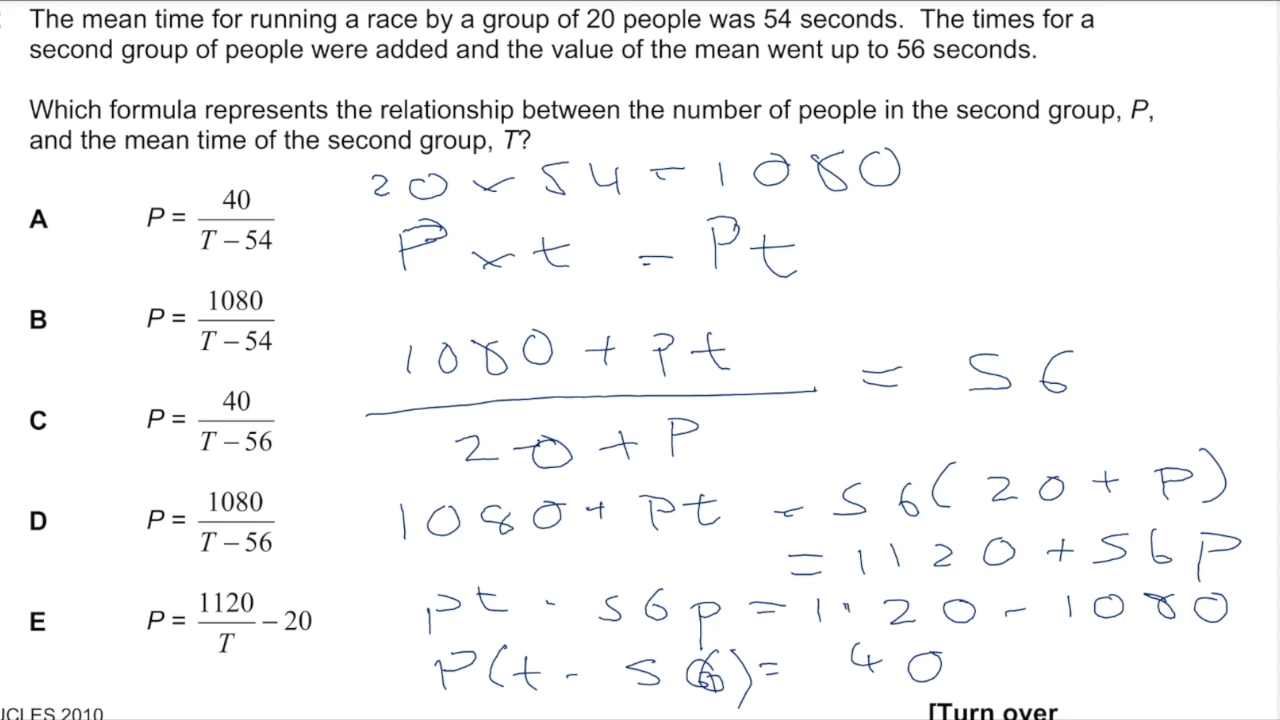 The mean time for running a race by a group of 20 people was 54 seconds. The times for a
second group of people were added and the value of the mean went up to 56 seconds.
Which formula represents the relationship between the number of people in the second group, P,
and the mean time of the second group, T?
20 × 54 = 1080
A P = 40 / T – 54
P × t = Pt
B P = 1080 / T – 54
1080 + Pt / 20 + P = 56
C P = 40 / T – 56
D P = 1080 / T – 56
1080 + Pt = 56(20 + P)
= 1120 + 56P
E P = 1120 / T – 20
Pt - 56P = 1120 - 1080
P(t - 56) = 40
UCLES 2010
[Turn over